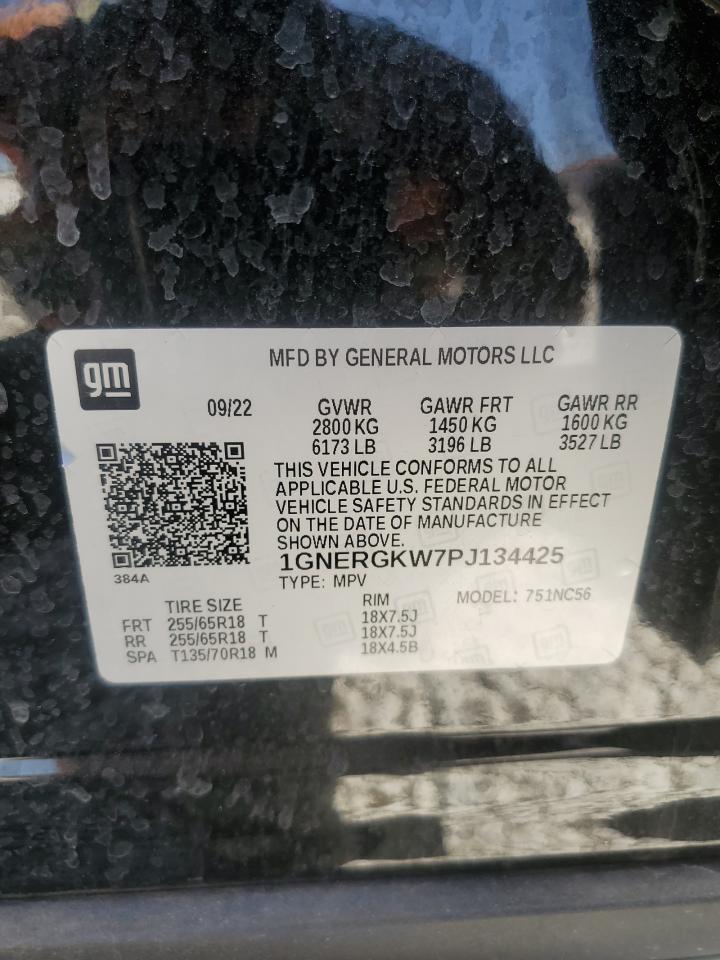 gm
MFD BY GENERAL MOTORS LLC
09/22 GVWR GAWR FRT GAWR RR
2800 KG 1450 KG 1600 KG
6173 LB 3196 LB 3527 LB
THIS VEHICLE CONFORMS TO ALL
APPLICABLE U.S. FEDERAL MOTOR
VEHICLE SAFETY STANDARDS IN EFFECT
ON THE DATE OF MANUFACTURE
SHOWN ABOVE.
1GNERGKW7PJ134425
384A
TYPE: MPV MODEL: 751NC56
TIRE SIZE RIM
FRT 255/65R18 T 18X7.5J
RR 255/65R18 T 18X7.5J
SPA T135/70R18 M 18X4.5B